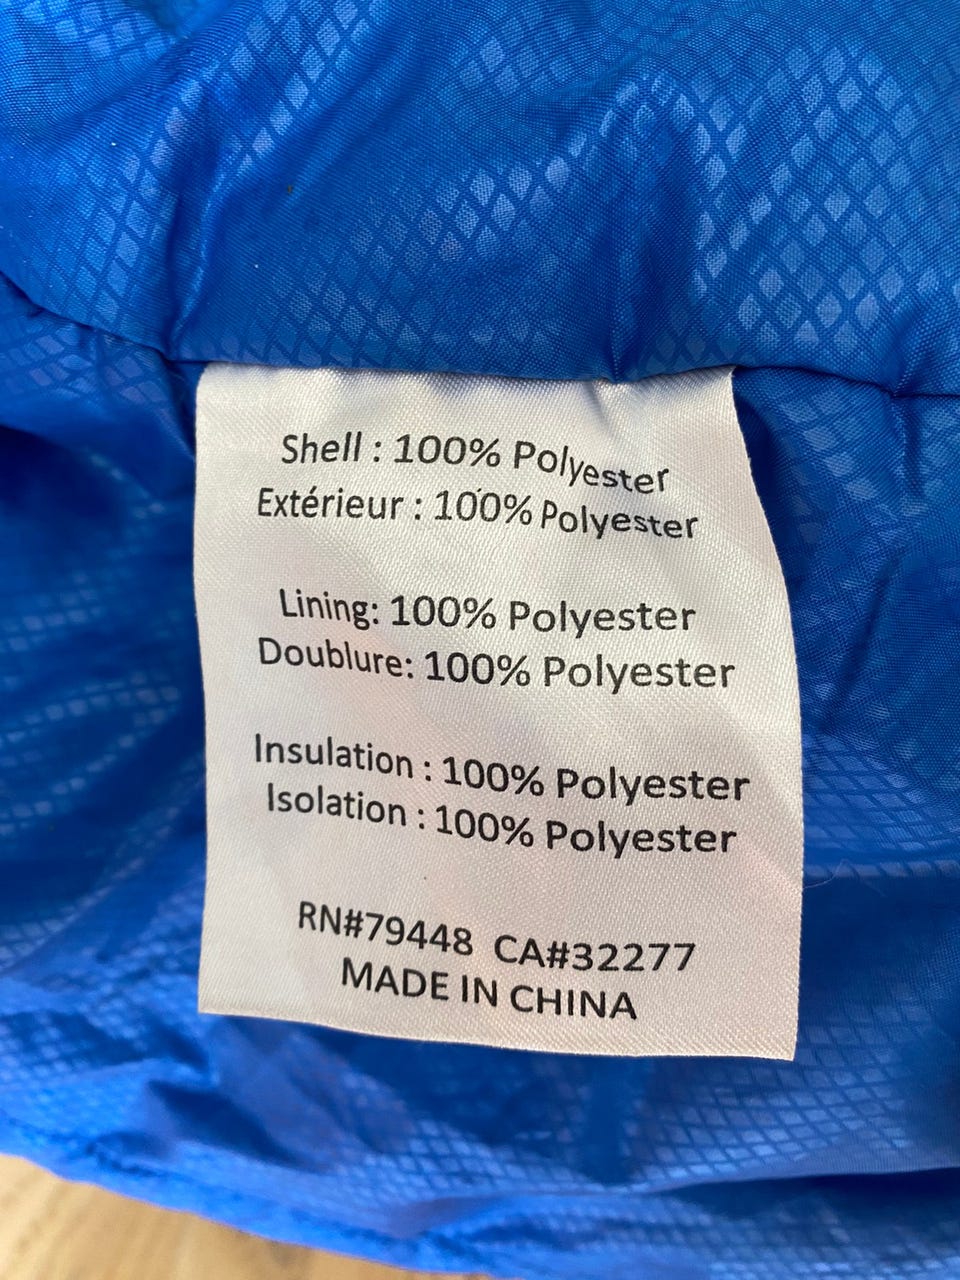 Shell : 100% Polyester
Extérieur : 100% Polyester
Lining: 100% Polyester
Doublure: 100% Polyester
Insulation : 100% Polyester
Isolation : 100% Polyester
RN#79448 CA#32277
MADE IN CHINA